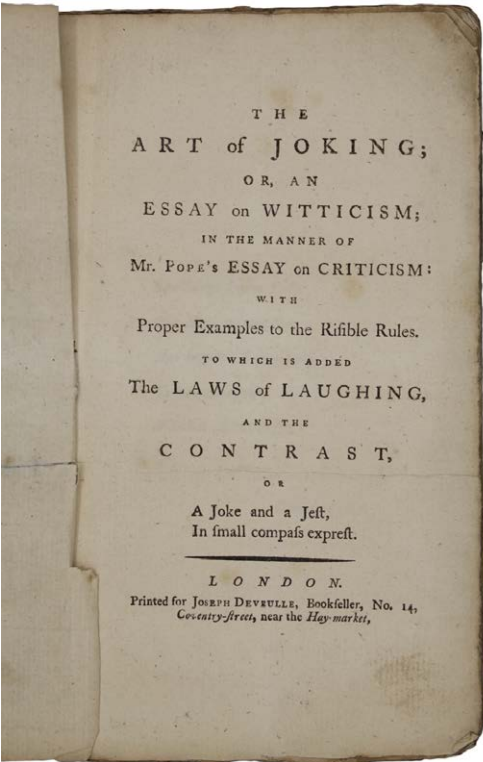 THE
ART of JOKING;
OR, AN
ESSAY on WITTICISM;
IN THE MANNER OF
Mr. POPE's ESSAY on CRITICISM:
WITH
Proper Examples to the Riſible Rules.
TO WHICH IS ADDED
The LAWS of LAUGHING,
AND THE
CONTRAST,
OR
A Joke and a Jeſt,
In ſmall compaſs expreſt.
LONDON.
Printed for JOSEPH DEVEULLE, Bookſeller, No. 14,
Coventry-ſtreet, near the Hay-market,